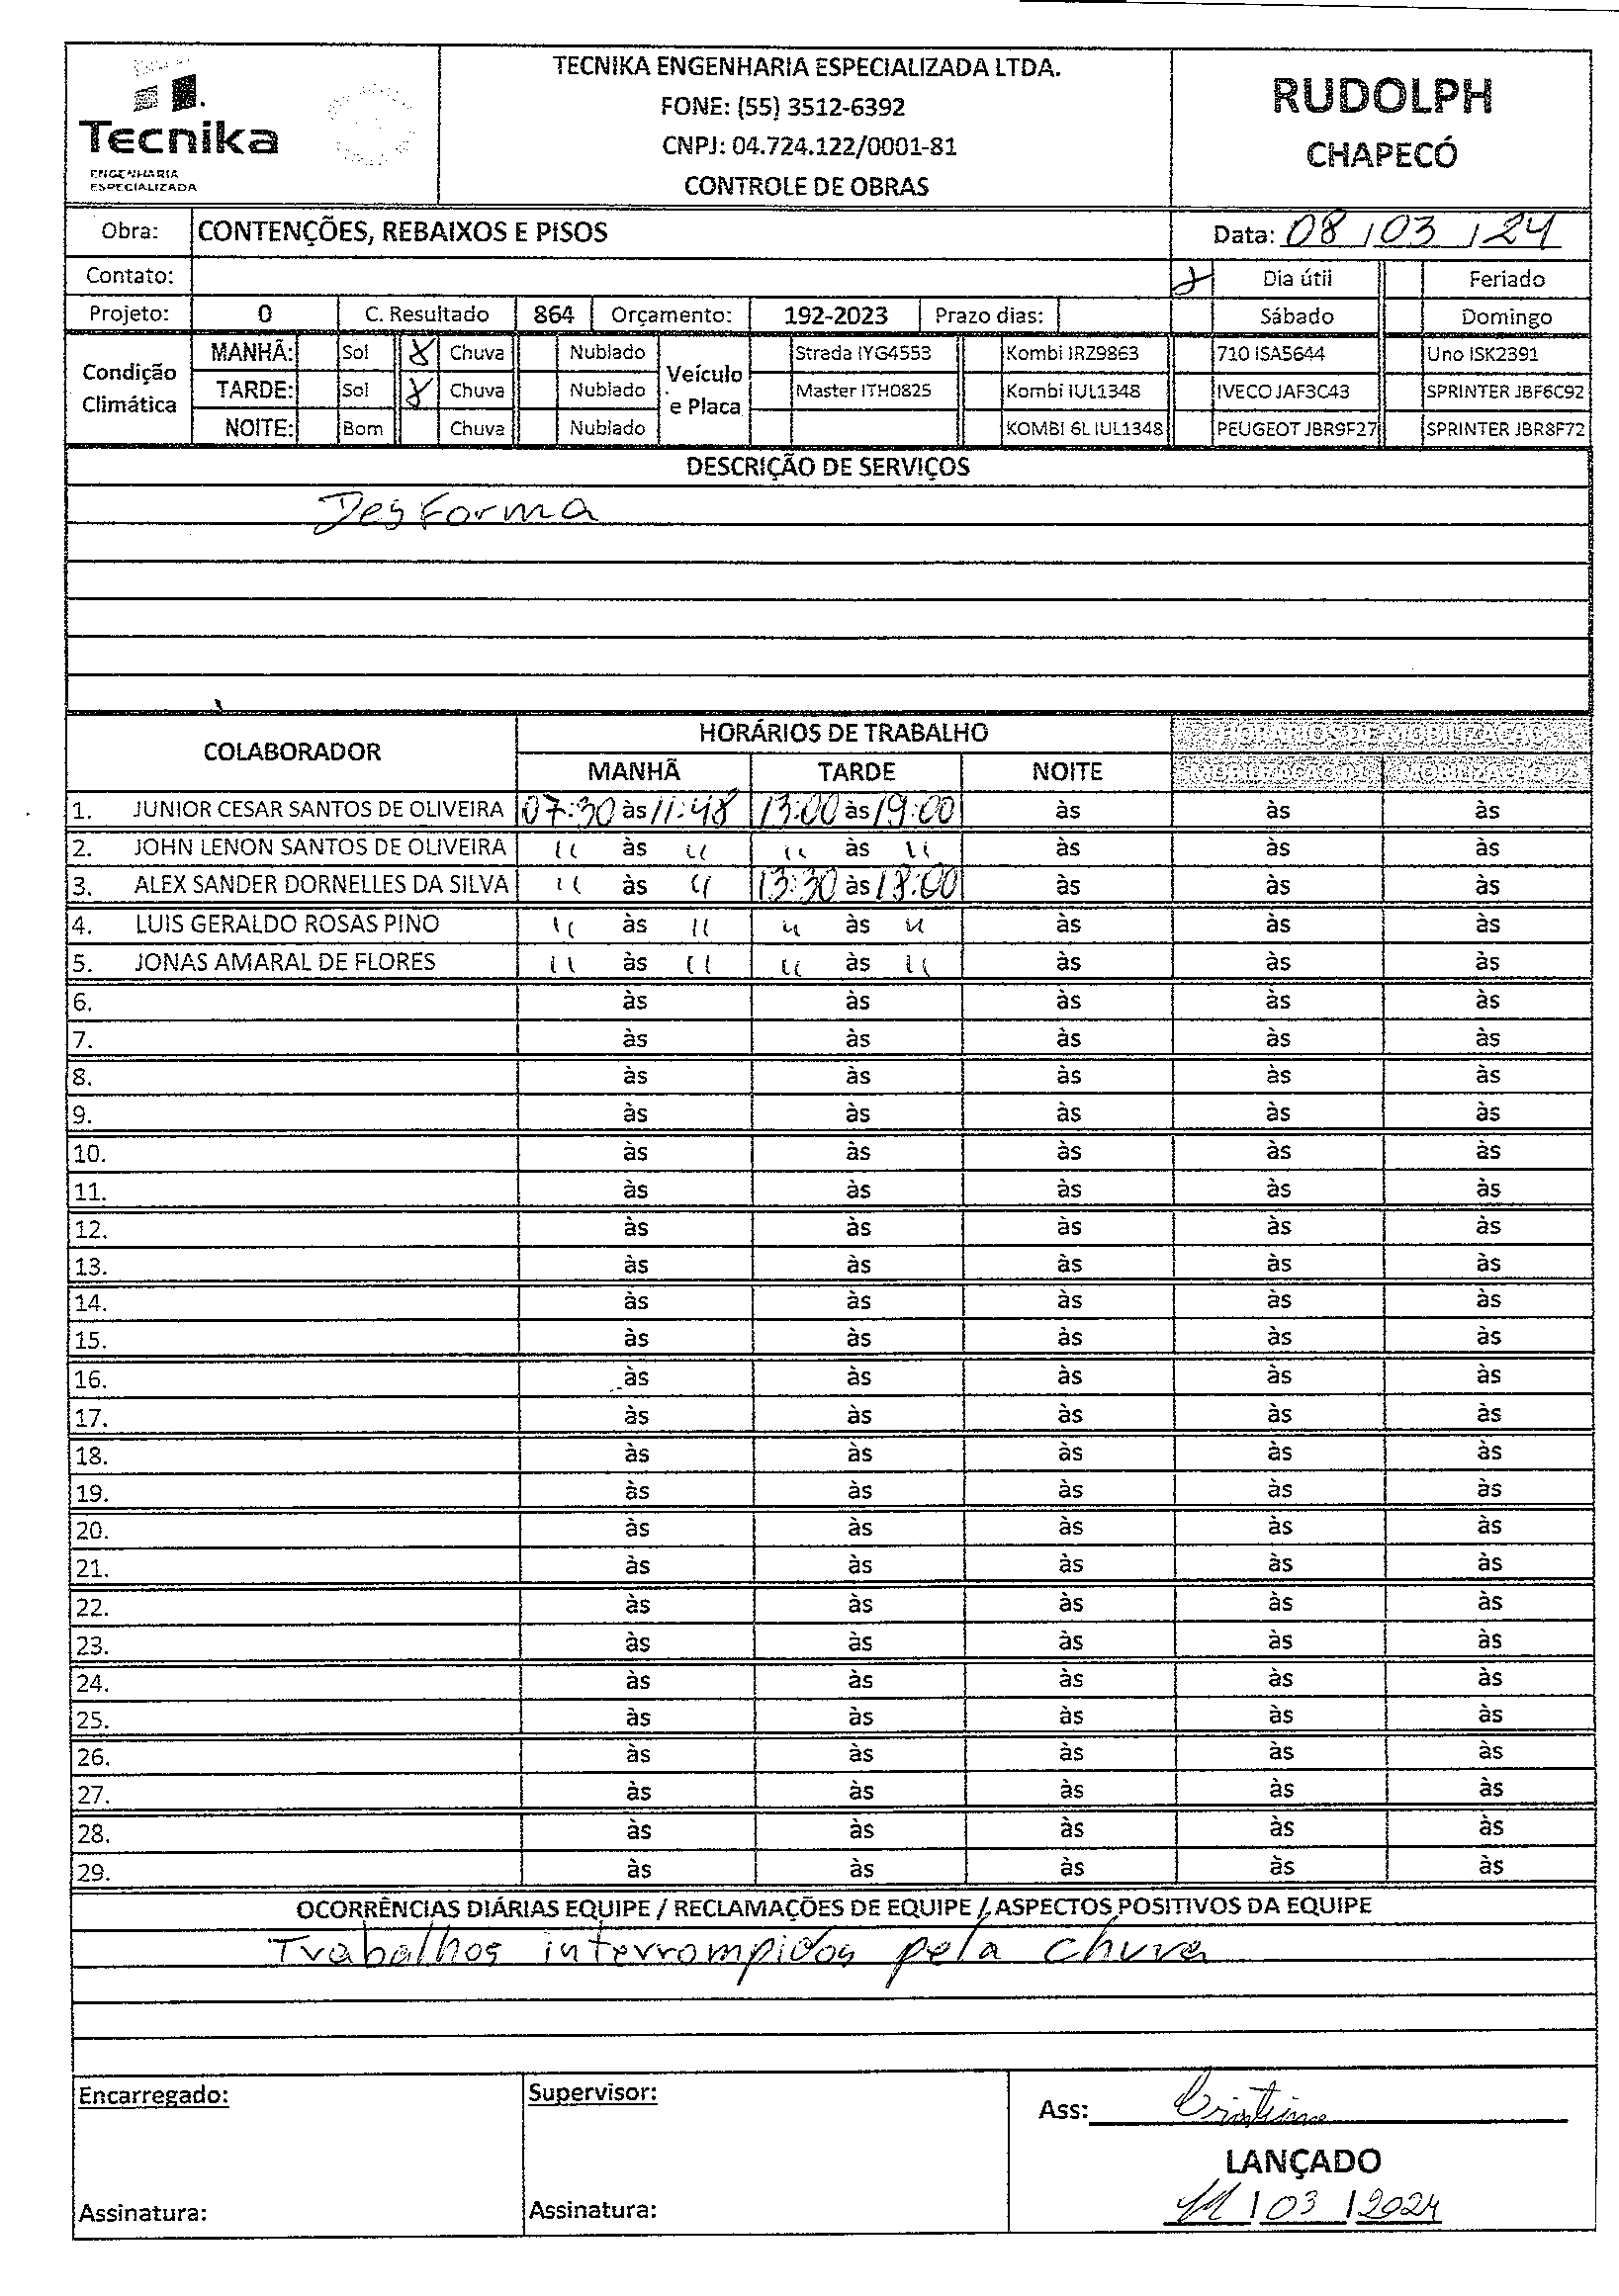 Tecnika
ENGENHARIA
ESPECIALIZADA
TECNIKA ENGENHARIA ESPECIALIZADA LTDA.
FONE: (55) 3512-6392
CNPJ: 04.724.122/0001-81
CONTROLE DE OBRAS
RUDOLPH
CHAPECÓ
Obra: CONTENÇÕES, REBAIXOS E PISOS Data: 08/03/24
Contato: X Dia útil Feriado
Projeto: 0 C. Resultado 864 Orçamento: 192-2023 Prazo dias: Sábado Domingo
Condição Climática Veículo e Placa
MANHÃ: Sol X Chuva Nublado Strada IYG4553 Kombi IRZ9863 710 ISA5644 Uno ISK2391
TARDE: Sol X Chuva Nublado Master ITH0825 Kombi IUL1348 IVECO JAF3C43 SPRINTER JBF6C92
NOITE: Bom Chuva Nublado KOMBI 6L IUL1348 PEUGEOT JBR9F27 SPRINTER JBR8F72
DESCRIÇÃO DE SERVIÇOS
Desforma
COLABORADOR HORÁRIOS DE TRABALHO HORÁRIOS DE MOBILIZAÇÃO
MANHÃ TARDE NOITE
1. JUNIOR CESAR SANTOS DE OLIVEIRA 07:30 às 11:48 13:00 às 19:00 às às às
2. JOHN LENON SANTOS DE OLIVEIRA " às " " às " às às às
3. ALEX SANDER DORNELLES DA SILVA " às " 13:30 às 18:00 às às às
4. LUIS GERALDO ROSAS PINO " às " " às " às às às
5. JONAS AMARAL DE FLORES " às " " às " às às às
6. às às às às às
7. às às às às às
8. às às às às às
9. às às às às às
10. às às às às às
11. às às às às às
12. às às às às às
13. às às às às às
14. às às às às às
15. às às às às às
16. às às às às às
17. às às às às às
18. às às às às às
19. às às às às às
20. às às às às às
21. às às às às às
22. às às às às às
23. às às às às às
24. às às às às às
25. às às às às às
26. às às às às às
27. às às às às às
28. às às às às às
29. às às às às às
OCORRÊNCIAS DIÁRIAS EQUIPE / RECLAMAÇÕES DE EQUIPE / ASPECTOS POSITIVOS DA EQUIPE
Trabalhos interrompidos pela chuva
Encarregado: Supervisor: Ass: Cristina
LANÇADO
Assinatura: Assinatura: 11/03/2024